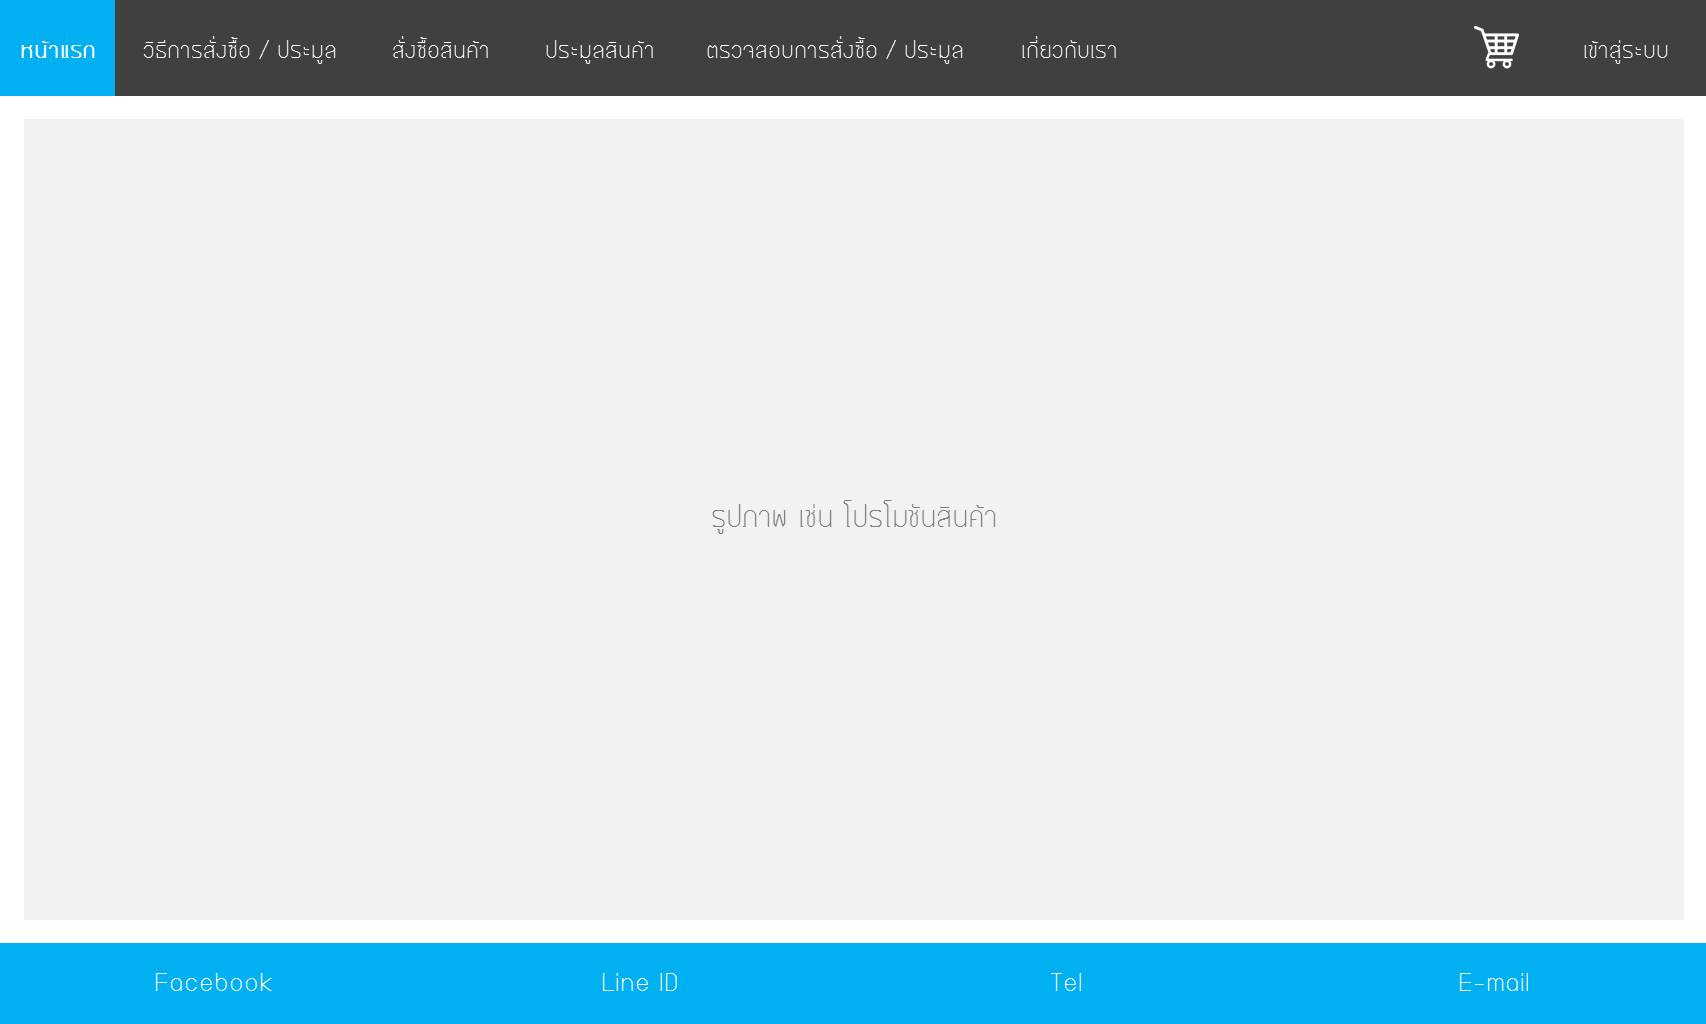 หน้าแรก วิธีการสั่งซื้อ / ประมูล สั่งซื้อสินค้า ประมูลสินค้า ตรวจสอบการสั่งซื้อ / ประมูล เกี่ยวกับเรา เข้าสู่ระบบ
รูปภาพ เช่น โปรโมชันสินค้า
Facebook Line ID Tel E-mail